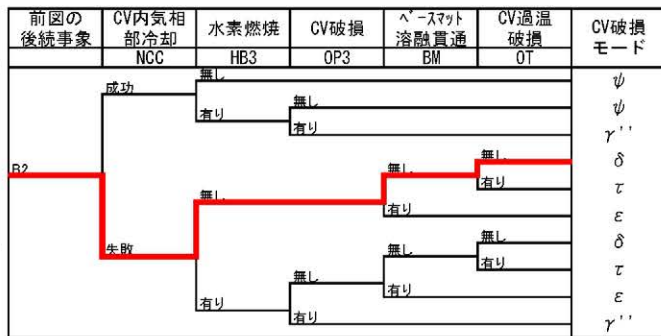 前図の 後続事象 CV内気相 部冷却 水素燃焼 CV破損 ベースマット 溶融貫通 CV過温 破損 CV破損 モード
NCC HB3 OP3 BM OT
無し ψ
成功
無し ψ
有り
有り γ''
無し δ
B2 無し
有り τ
無し
有り ε
無し δ
失敗 無し
有り τ
無し
有り ε
有り
有り γ''